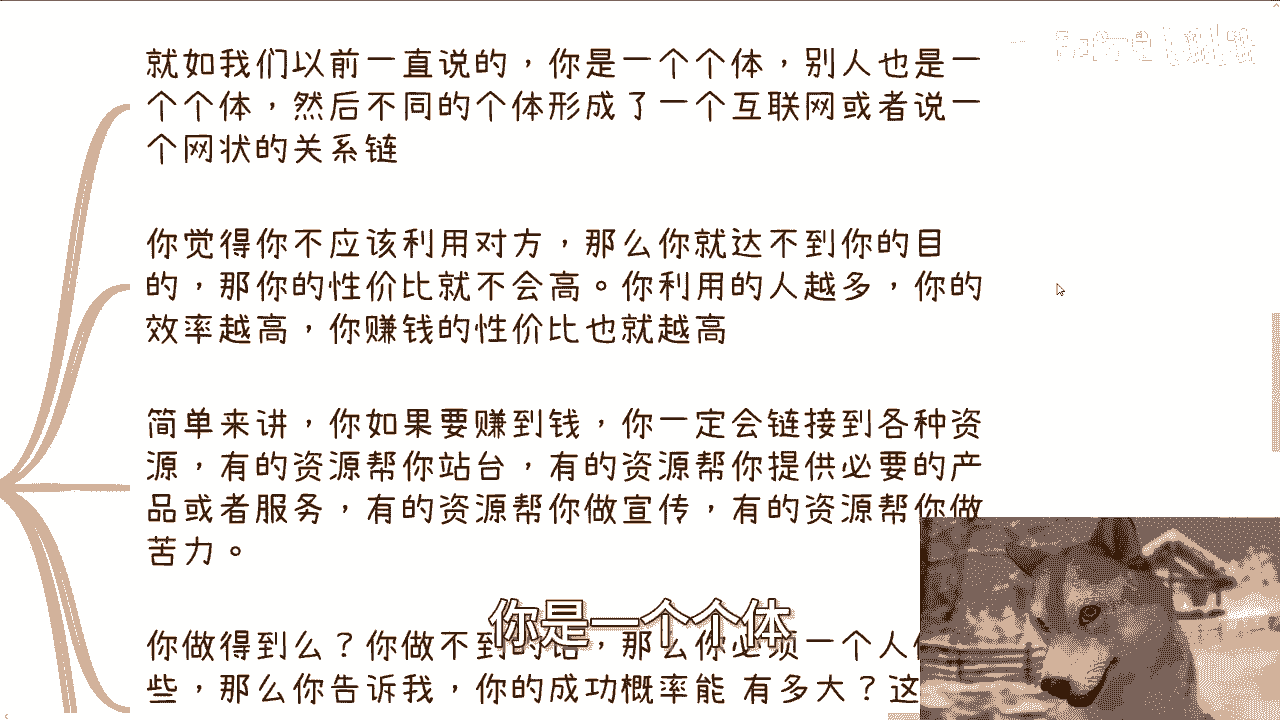 就如我们以前一直说的，你是一个个体，别人也是一
个个体，然后不同的个体形成了一个互联网或者说一
个网状的关系链
你觉得你不应该利用对方，那么你就达不到你的目
的，那你的性价比就不会高。你利用的人越多，你的
效率越高，你赚钱的性价比也就越高
简单来讲，你如果要赚到钱，你一定会链接到各种资
源，有的资源帮你站台，有的资源帮你提供必要的产
品或者服务，有的资源帮你做宣传，有的资源帮你做
苦力。
你是一个个体
你做得到么？你做不到的话，那么你必须一个人
些，那么你告诉我，你的成功概率能 有多大？这